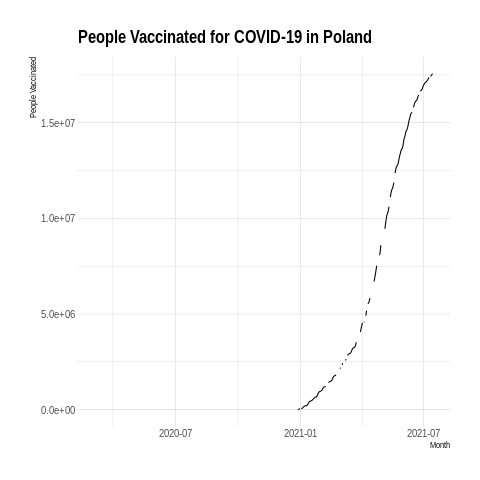 People Vaccinated for COVID-19 in Poland
People Vaccinated
1.5e+07
1.0e+07
5.0e+06
0.0e+00
2020-07
2021-01
2021-07
Month